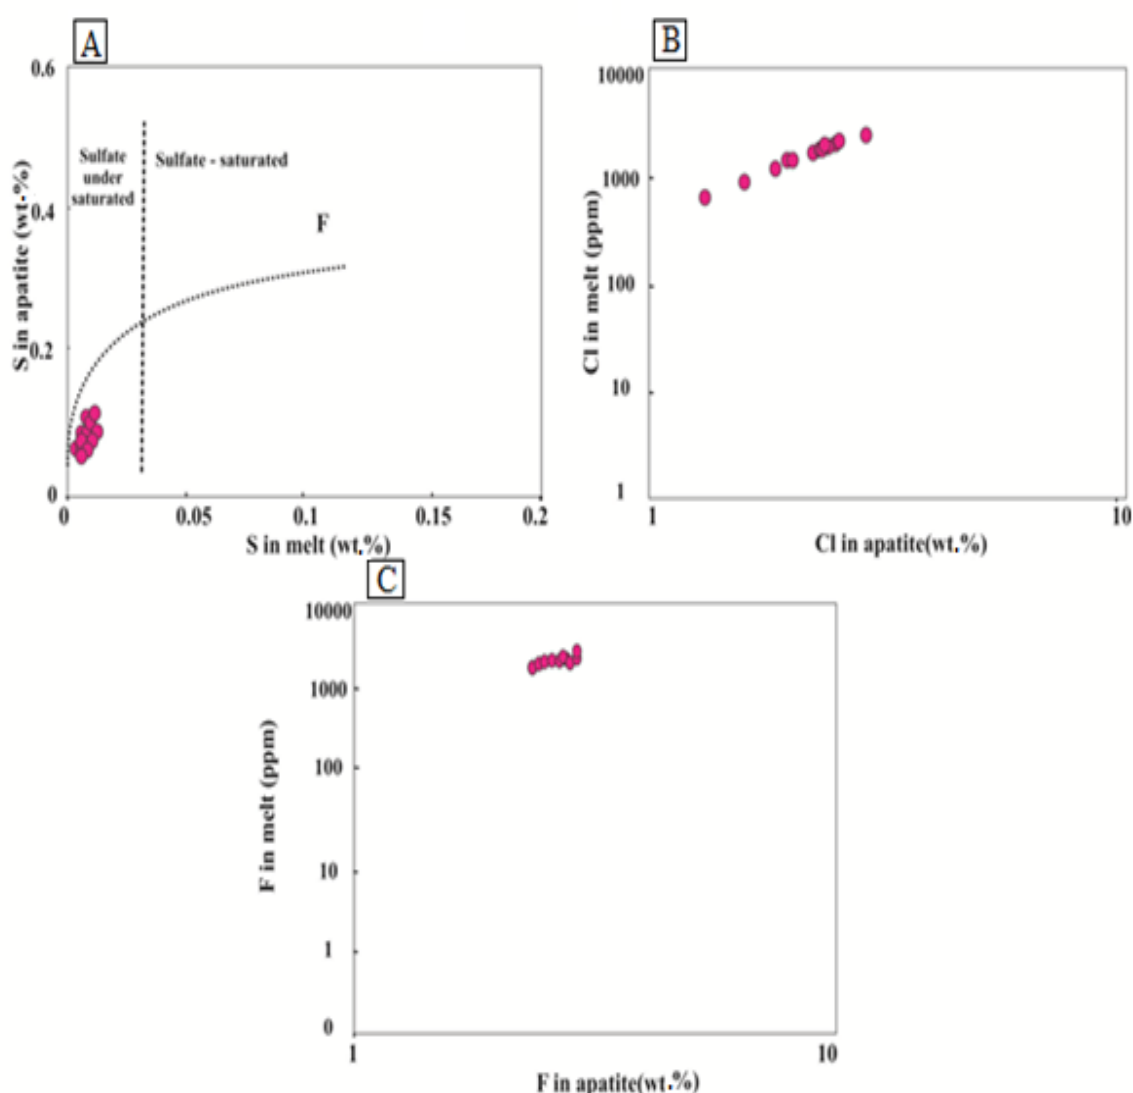 A
0.6
S in apatite (wt.%)
Sulfate
under
saturated
Sulfate - saturated
0.4
F
0.2
0
0
0.05
0.1
0.15
0.2
S in melt (wt.%)
B
10000
Cl in melt (ppm)
1000
100
10
1
1
10
Cl in apatite(wt.%)
C
10000
F in melt (ppm)
1000
100
10
1
0
1
10
F in apatite(wt.%)